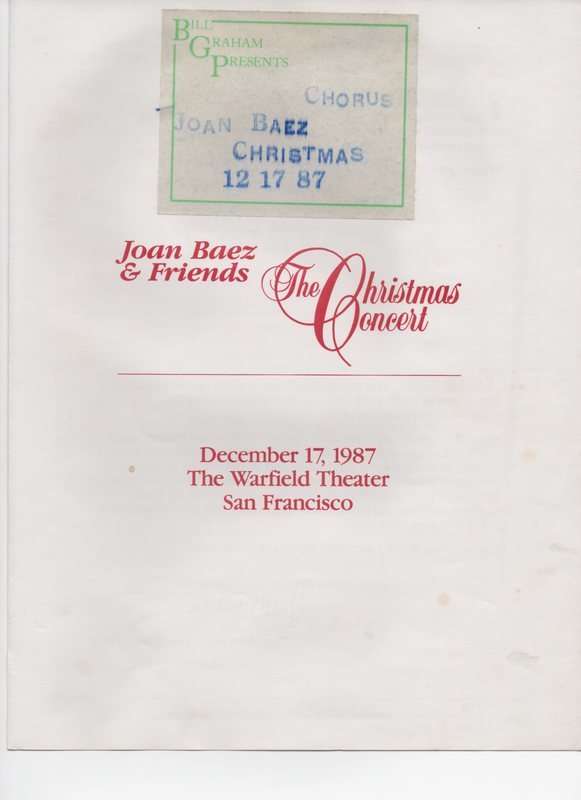 BILL
GRAHAM
PRESENTS
CHORUS
JOAN BAEZ
CHRISTMAS
12 17 87
Joan Baez
& Friends
The Christmas
Concert
December 17, 1987
The Warfield Theater
San Francisco